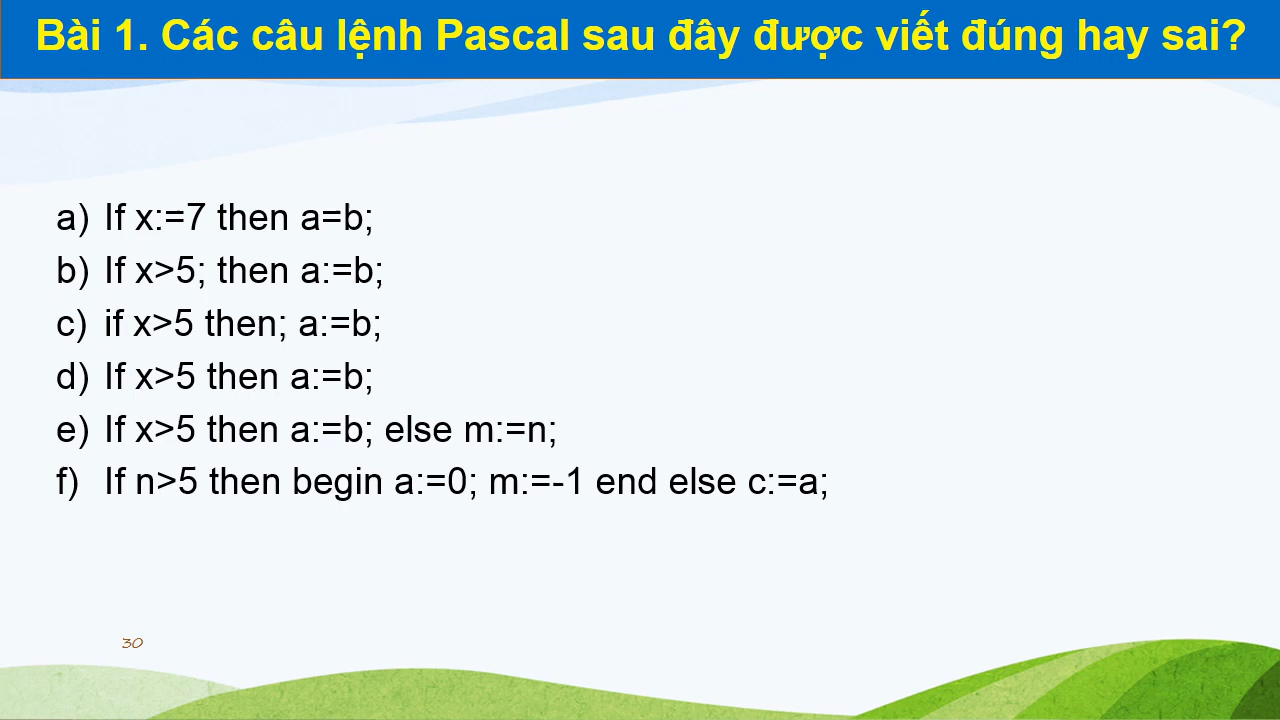 Bài 1. Các câu lệnh Pascal sau đây được viết đúng hay sai?
a) If x:=7 then a=b;
b) If x>5; then a:=b;
c) if x>5 then; a:=b;
d) If x>5 then a:=b;
e) If x>5 then a:=b; else m:=n;
f) If n>5 then begin a:=0; m:=-1 end else c:=a;
30